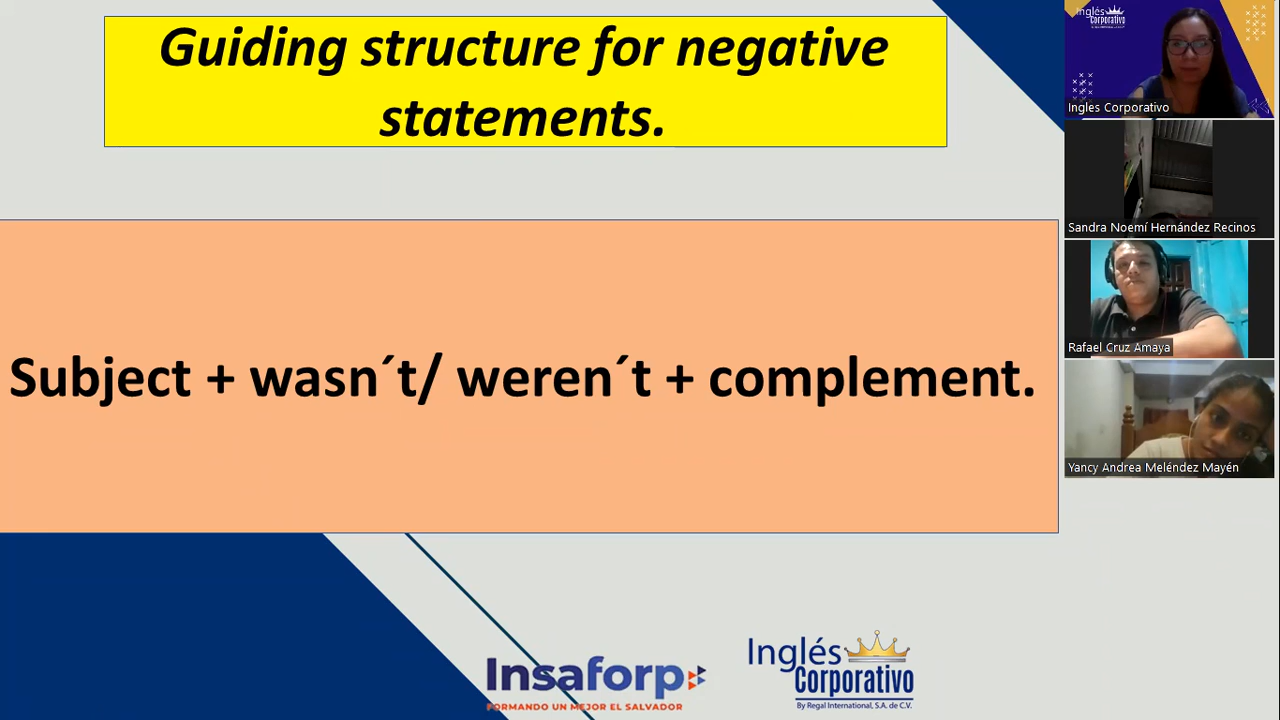 Guiding structure for negative
statements.
Subject + wasn´t/ weren´t + complement.
Insaforp
FORMANDO UN MEJOR EL SALVADOR
Inglés
Corporativo
By Regal International, S.A. de C.V.
Inglés
Corporativo
Ingles Corporativo
Sandra Noemí Hernández Recinos
Rafael Cruz Amaya
Yancy Andrea Meléndez Mayén